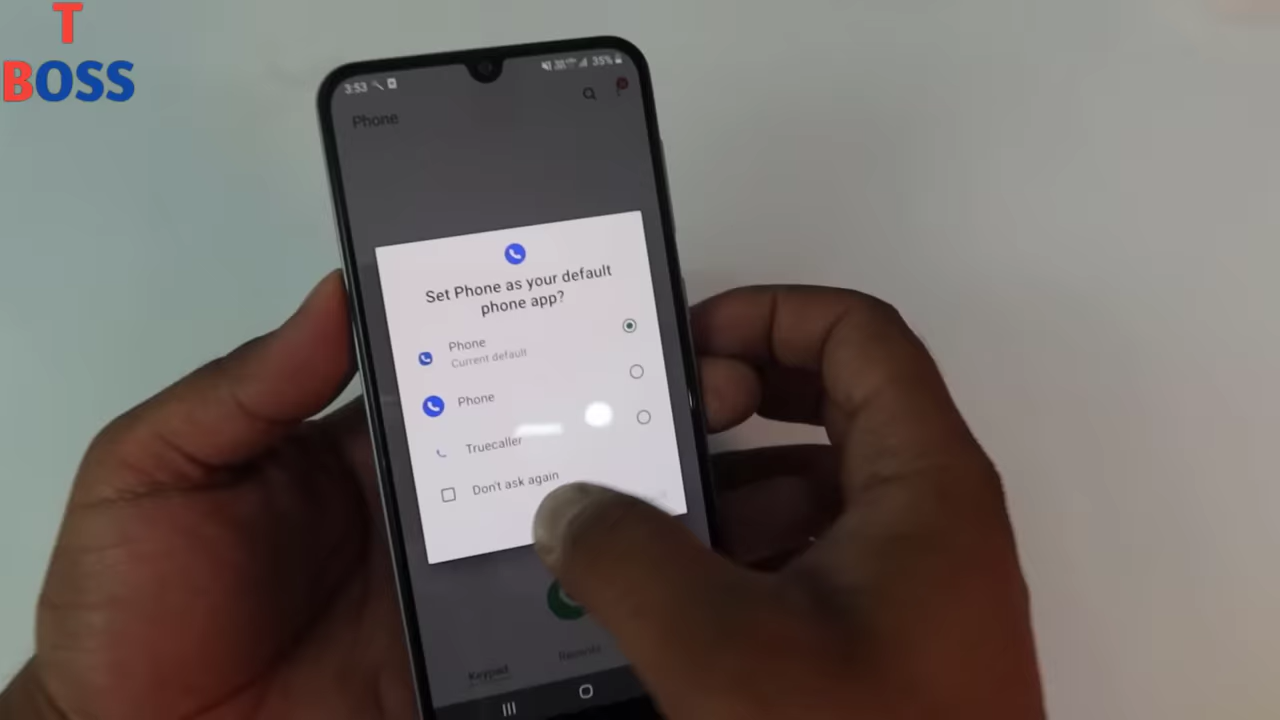 T
BOSS
3:53
35%
Phone
Set Phone as your default
phone app?
Phone
Current default
Phone
Truecaller
Don't ask again
Keypad
Recents